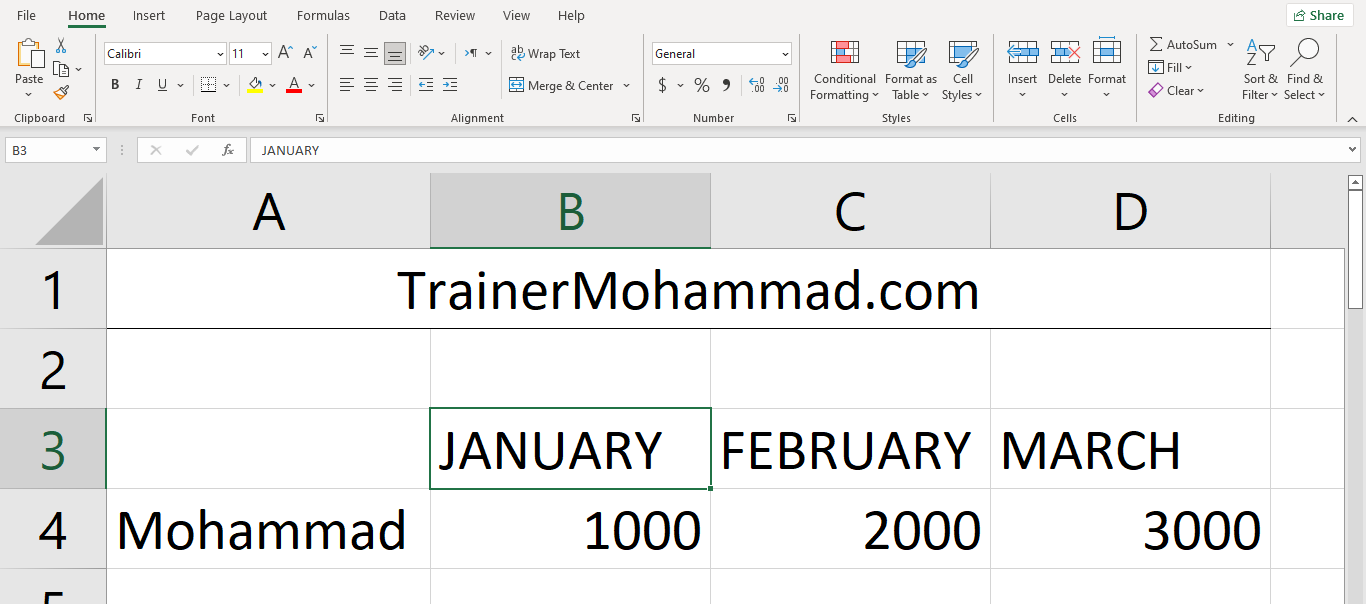 File Home Insert Page Layout Formulas Data Review View Help Share
Paste
Calibri 11 A^ A˅
B I U A
ab Wrap Text
Merge & Center
General
$ % 9 .00
Conditional Formatting
Format as Table
Cell Styles
Insert Delete Format
AutoSum
Fill
Clear
Sort & Filter
Find & Select
Clipboard Font Alignment Number Styles Cells Editing
B3 fx JANUARY
A B C D
1 TrainerMohammad.com
2
3 JANUARY FEBRUARY MARCH
4 Mohammad 1000 2000 3000